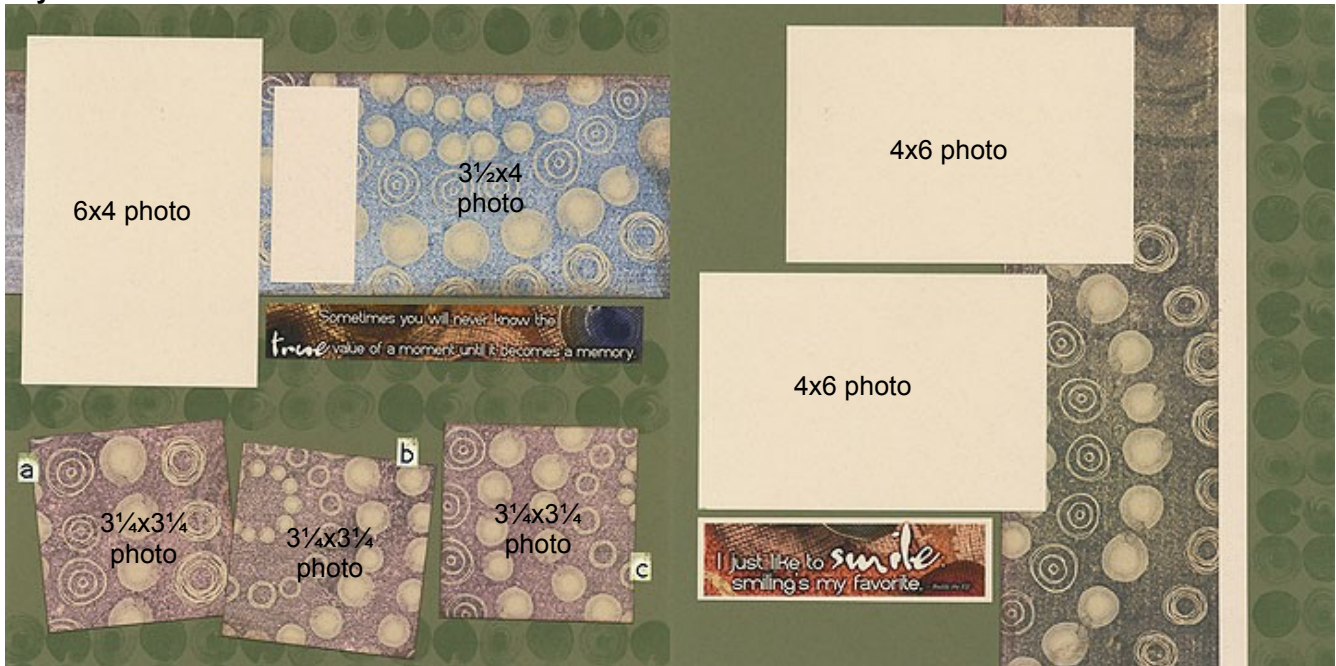 6x4 photo
3½x4
photo
Sometimes you will never know the
true value of a moment until it becomes a memory.
a
3¼x3¼
photo
b
3¼x3¼
photo
3¼x3¼
photo
c
4x6 photo
4x6 photo
I just like to smile
smiling's my favorite.